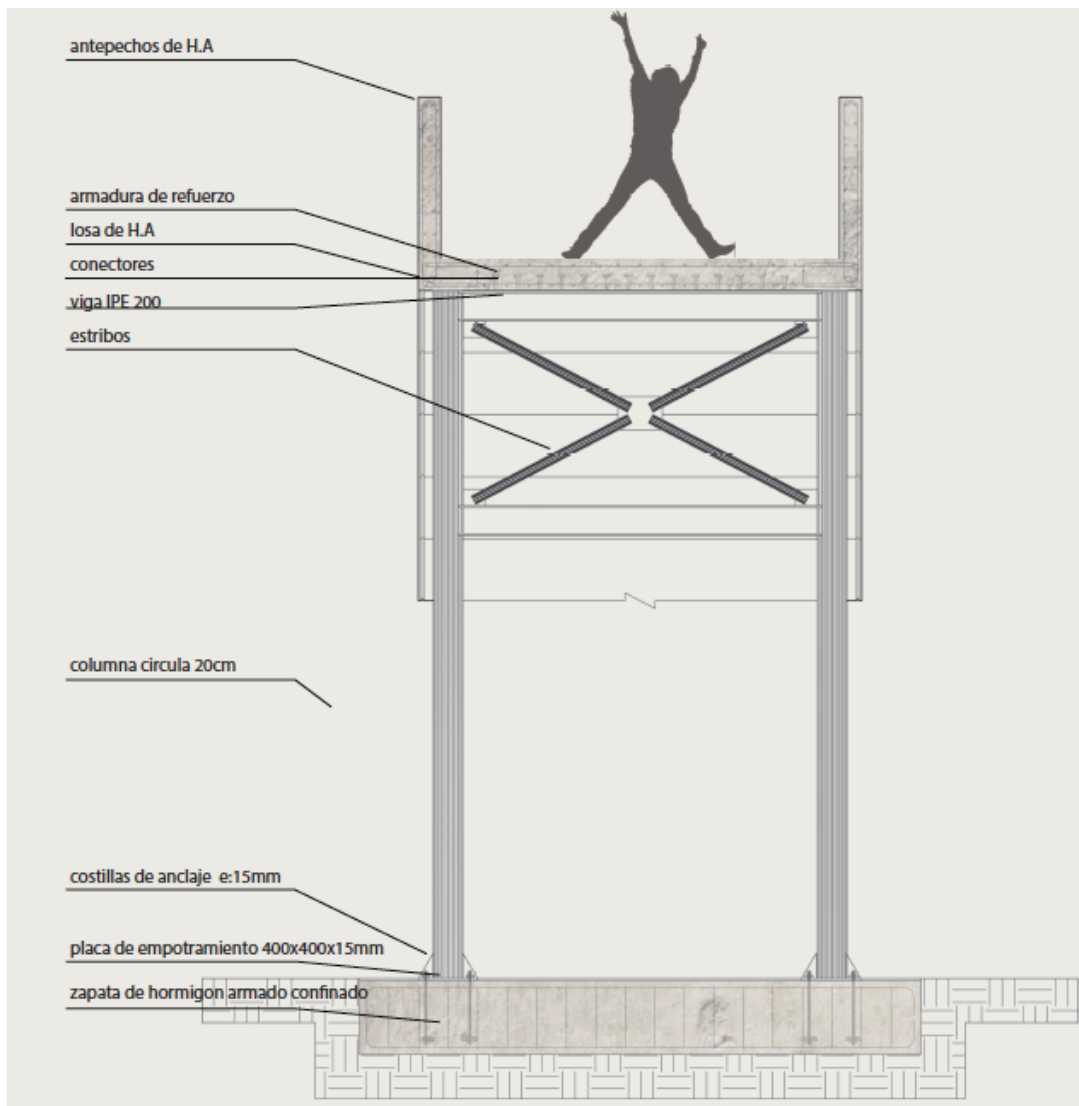 antepechos de H.A
armadura de refuerzo
losa de H.A
conectores
viga IPE 200
estribos
columna circula 20cm
costillas de anclaje e:15mm
placa de empotramiento 400x400x15mm
zapata de hormigon armado confinado